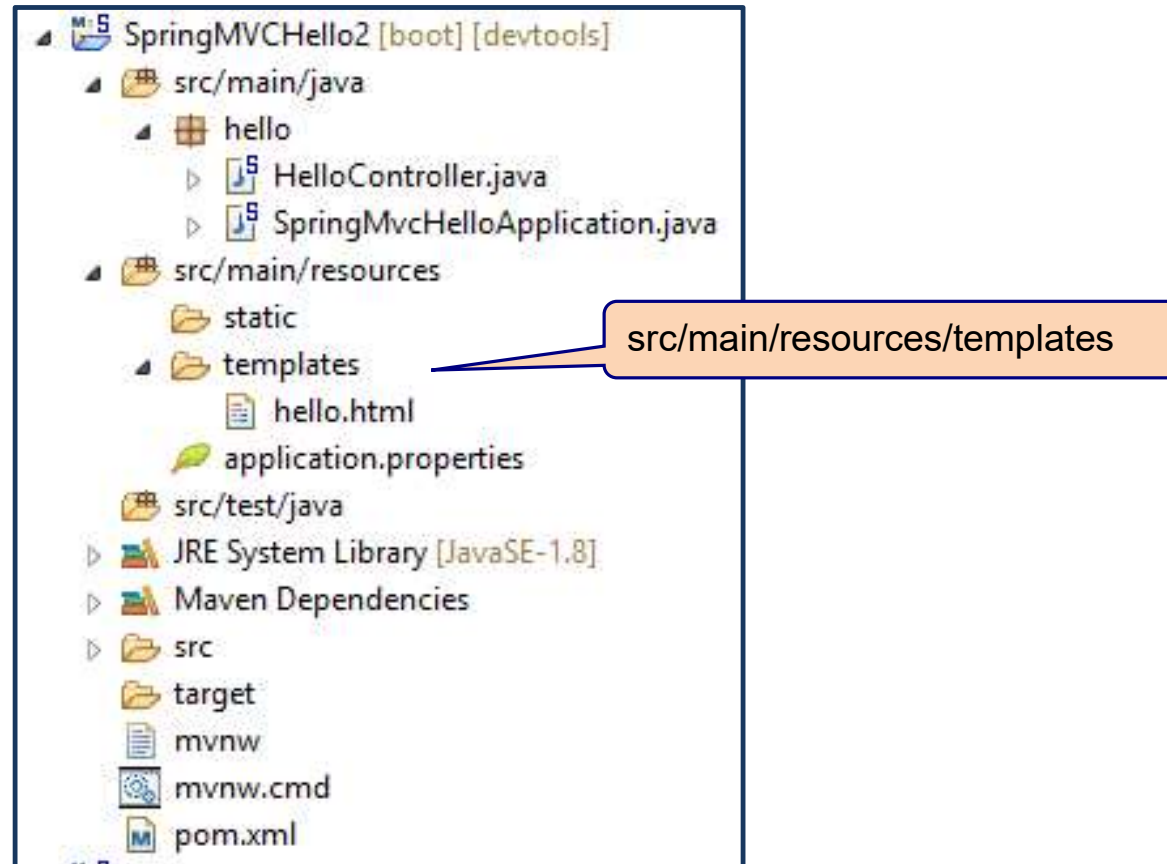 SpringMVCHello2 [boot] [devtools]
src/main/java
hello
HelloController.java
SpringMvcHelloApplication.java
src/main/resources
static
src/main/resources/templates
templates
hello.html
application.properties
src/test/java
JRE System Library [JavaSE-1.8]
Maven Dependencies
src
target
mvnw
mvnw.cmd
pom.xml